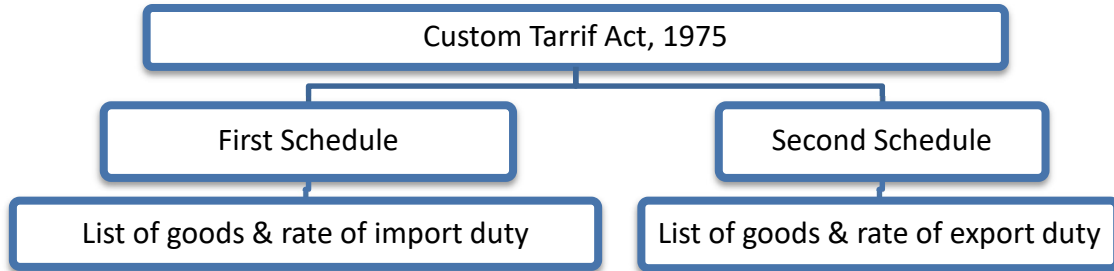 Custom Tarrif Act, 1975
First Schedule
Second Schedule
List of goods & rate of import duty
List of goods & rate of export duty